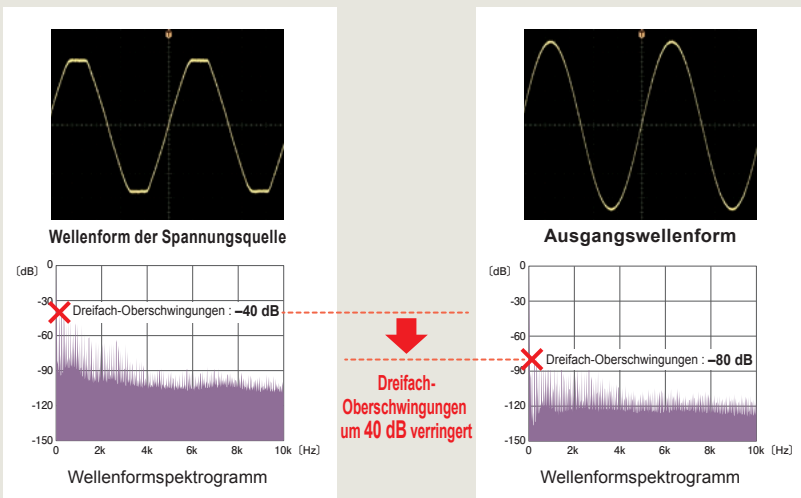 Wellenform der Spannungsquelle
(dB)
0
-30
-60
-90
-120
-150
Dreifach-Oberschwingungen : –40 dB
0
2k
4k
6k
8k
10k (Hz)
Wellenformspektrogramm
Dreifach-
Oberschwingungen
um 40 dB verringert
Ausgangswellenform
(dB)
0
-30
-60
-90
-120
-150
Dreifach-Oberschwingungen : –80 dB
0
2k
4k
6k
8k
10k (Hz)
Wellenformspektrogramm